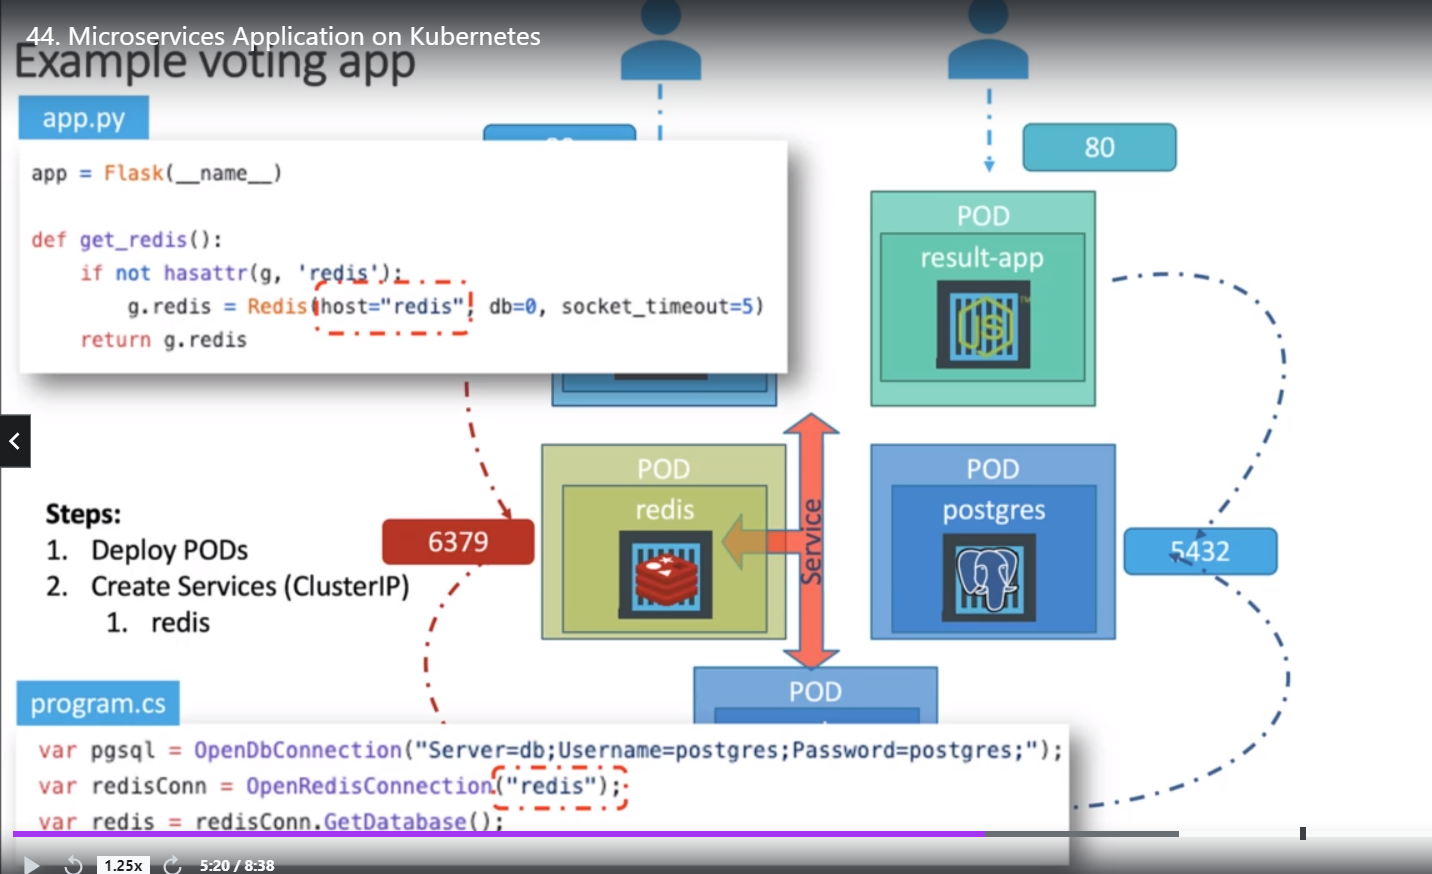 44. Microservices Application on Kubernetes
Example voting app
app.py
app = Flask(__name__)
def get_redis():
if not hasattr(g, 'redis'):
g.redis = Redis(host="redis", db=0, socket_timeout=5)
return g.redis
80
POD
result-app
JS
TM
POD
redis
Service
POD
postgres
6379
5432
Steps:
1. Deploy PODs
2. Create Services (ClusterIP)
1. redis
POD
program.cs
var pgsql = OpenDbConnection("Server=db;Username=postgres;Password=postgres;");
var redisConn = OpenRedisConnection("redis");
var redis = redisConn.GetDatabase();
1.25x
5:20 / 8:38